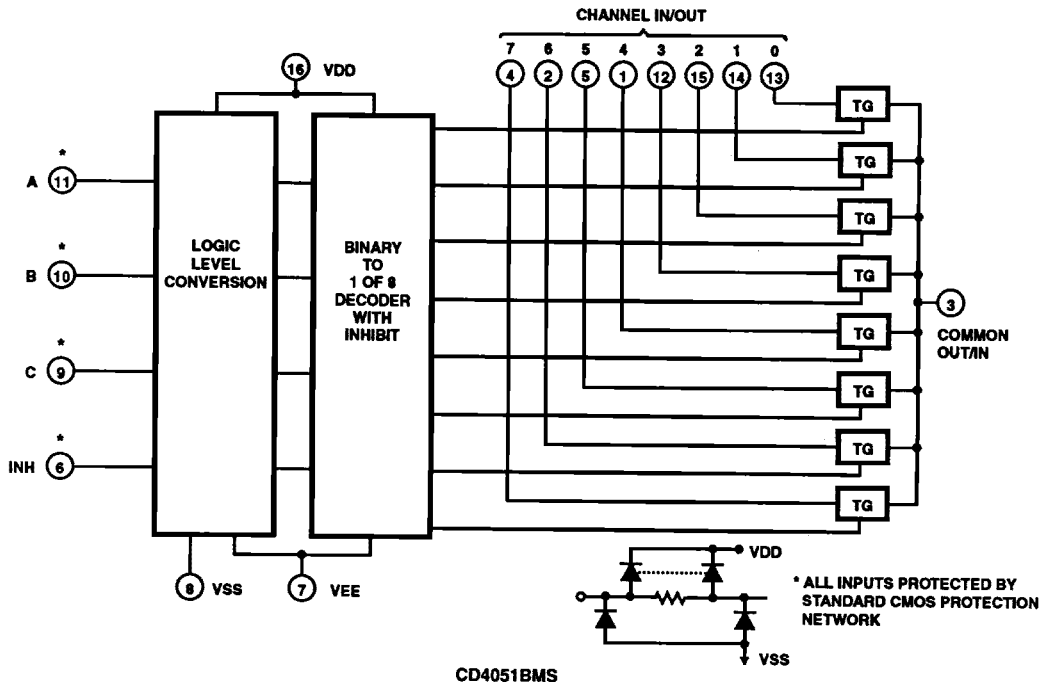 CHANNEL IN/OUT
7 6 5 4 3 2 1 0
4 2 5 1 12 15 14 13
16 VDD
TG
TG
TG
TG
TG
TG
TG
TG
*
A 11
*
B 10
*
C 9
*
INH 6
LOGIC
LEVEL
CONVERSION
BINARY
TO
1 OF 8
DECODER
WITH
INHIBIT
3
COMMON
OUT/IN
8 VSS
7 VEE
VDD
VSS
* ALL INPUTS PROTECTED BY
STANDARD CMOS PROTECTION
NETWORK
CD4051BMS